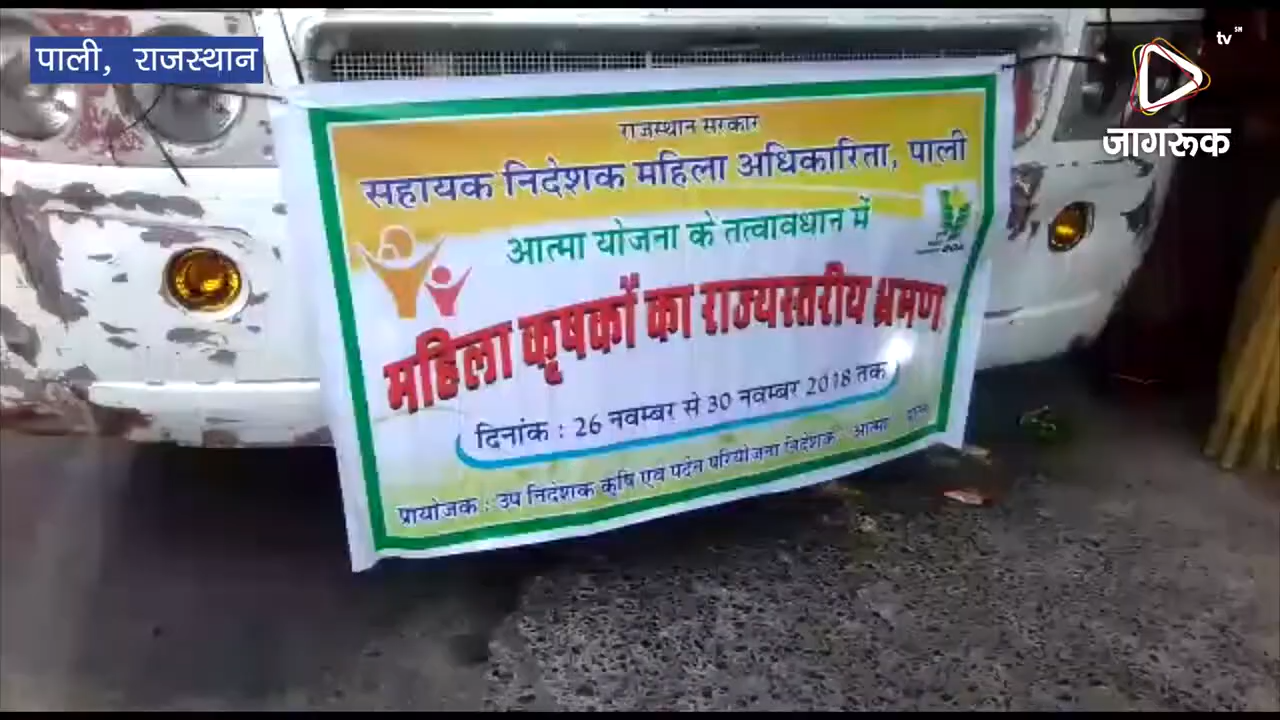 पाली, राजस्थान
tv SM
जागरूक
राजस्थान सरकार
सहायक निदेशक महिला अधिकारिता, पाली
आत्मा योजना के तत्वावधान में
महिला कृषकों का राज्यस्तरीय भ्रमण
दिनांक : 26 नवम्बर से 30 नवम्बर 2018 तक
प्रायोजक : उप निदेशक कृषि एवं पदेन परियोजना निदेशक - आत्मा